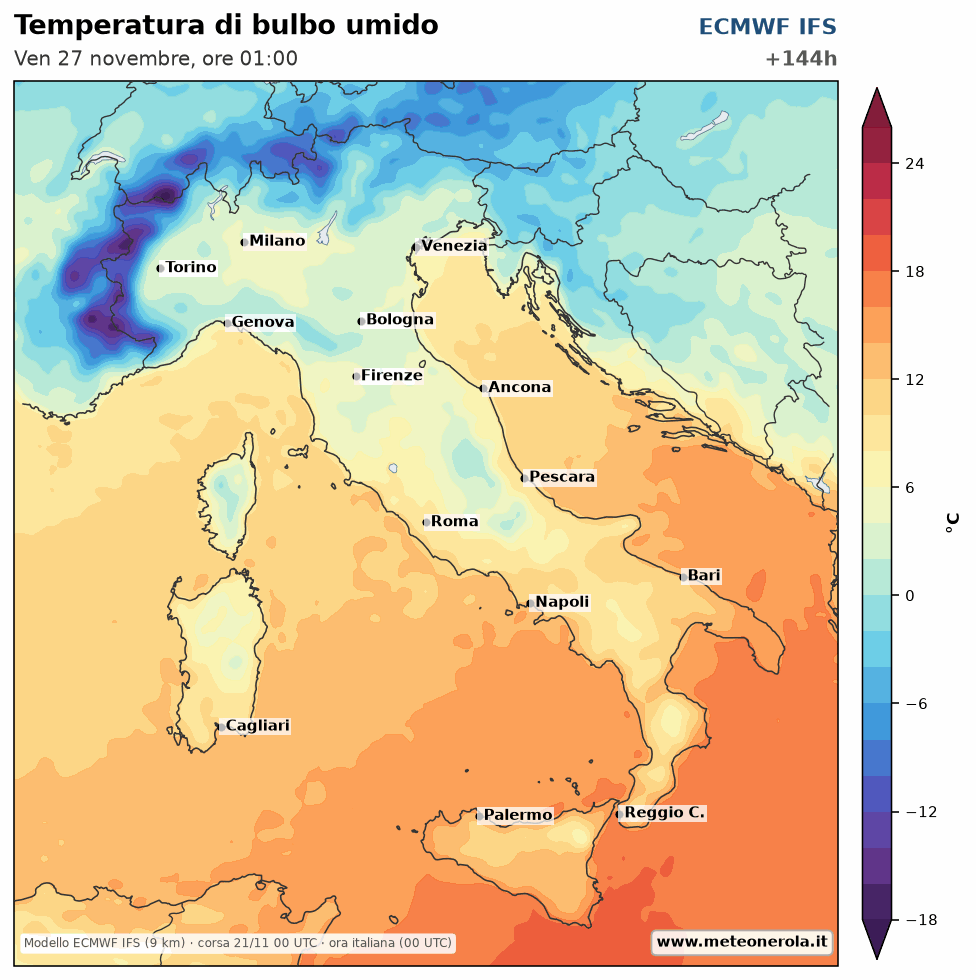 Temperatura di bulbo umido
ECMWF IFS
Ven 27 novembre, ore 01:00
+144h
Milano
Venezia
Torino
Genova
Bologna
Firenze
Ancona
Pescara
Roma
Bari
Napoli
Cagliari
Palermo
Reggio C.
24
18
12
6
0
−6
−12
−18
°C
Modello ECMWF IFS (9 km) · corsa 21/11 00 UTC · ora italiana (00 UTC)
www.meteonerola.it